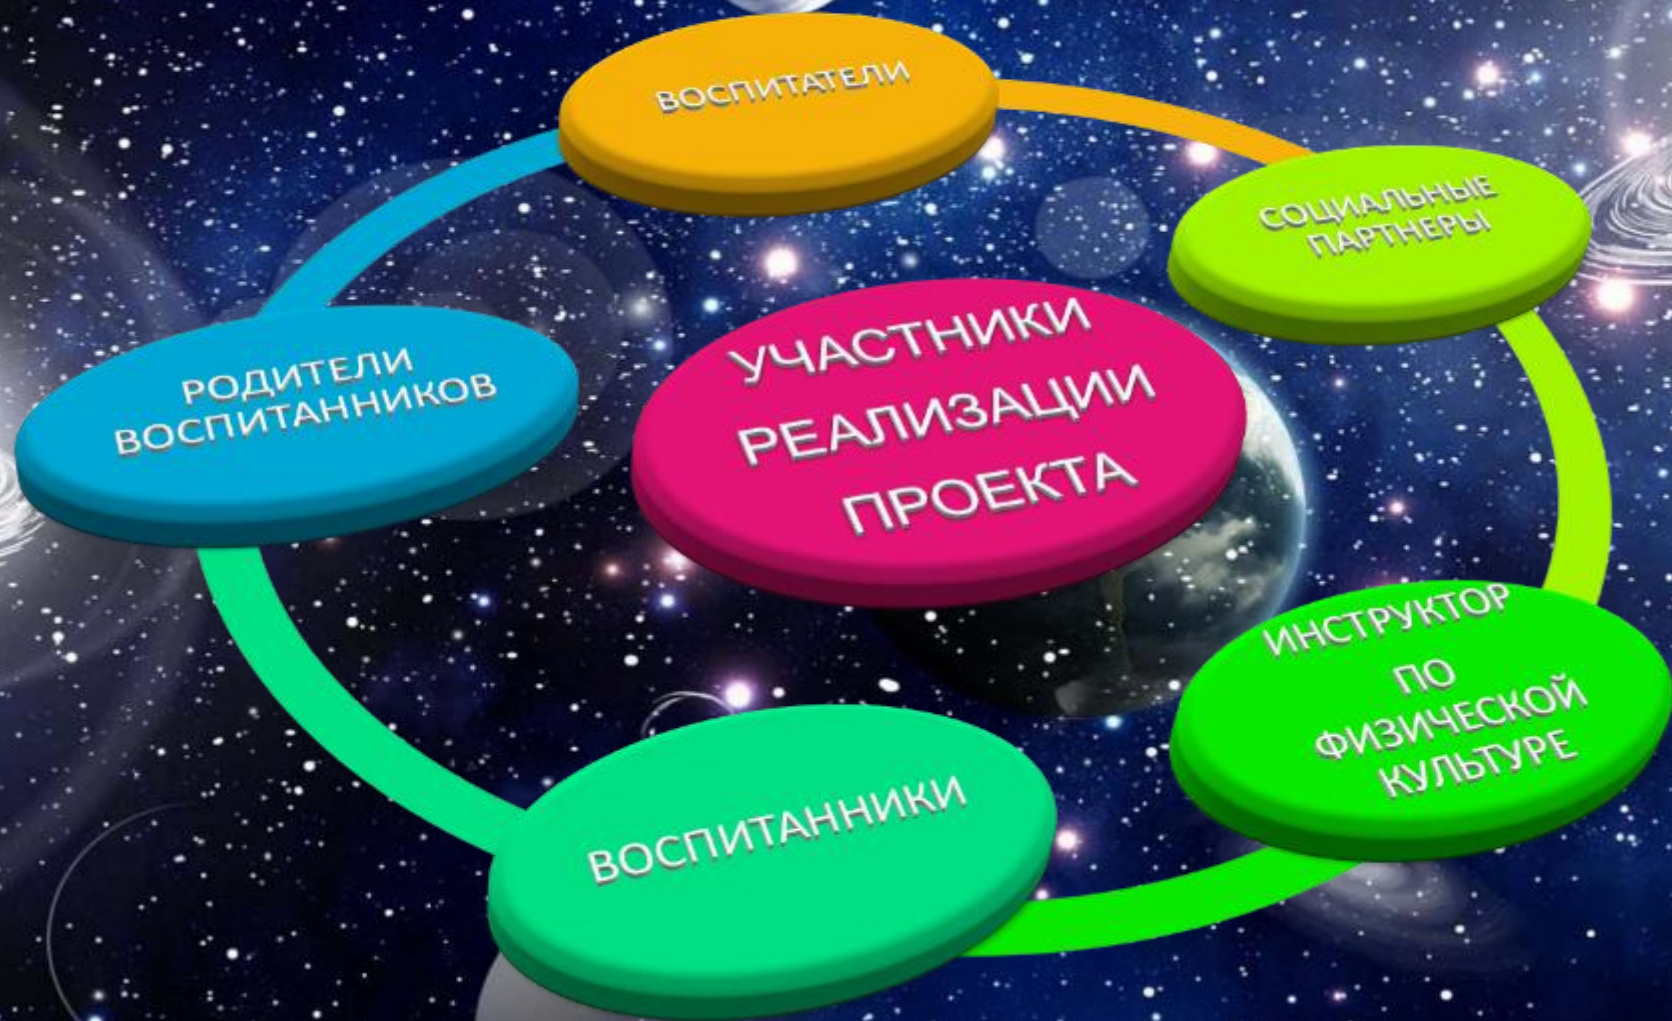 ВОСПИТАТЕЛИ
СОЦИАЛЬНЫЕ
ПАРТНЕРЫ
УЧАСТНИКИ
РЕАЛИЗАЦИИ
ПРОЕКТА
РОДИТЕЛИ
ВОСПИТАННИКОВ
ИНСТРУКТОР
ПО
ФИЗИЧЕСКОЙ
КУЛЬТУРЕ
ВОСПИТАННИКИ